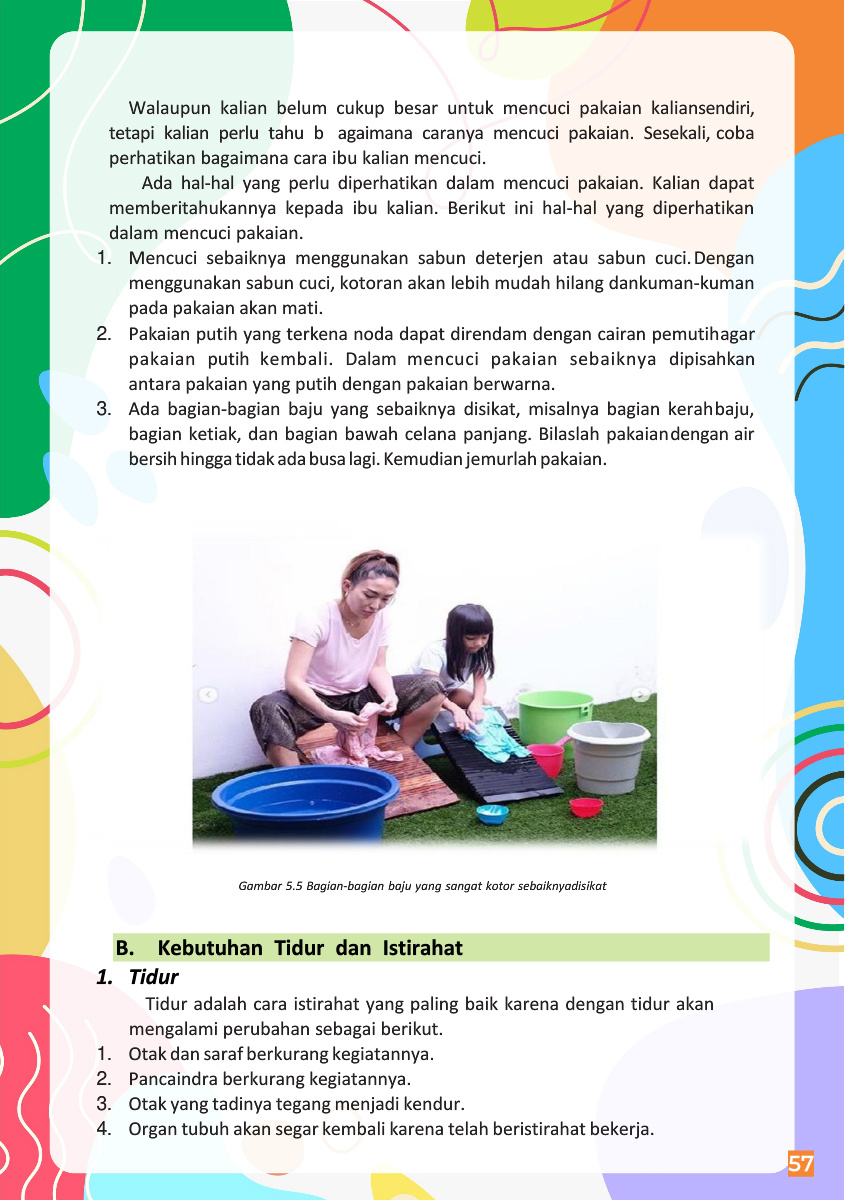 Walaupun kalian belum cukup besar untuk mencuci pakaian kaliansendiri,
tetapi kalian perlu tahu b agaimana caranya mencuci pakaian. Sesekali, coba
perhatikan bagaimana cara ibu kalian mencuci.
Ada hal-hal yang perlu diperhatikan dalam mencuci pakaian. Kalian dapat
memberitahukannya kepada ibu kalian. Berikut ini hal-hal yang diperhatikan
dalam mencuci pakaian.
1. Mencuci sebaiknya menggunakan sabun deterjen atau sabun cuci. Dengan
menggunakan sabun cuci, kotoran akan lebih mudah hilang dankuman-kuman
pada pakaian akan mati.
2. Pakaian putih yang terkena noda dapat direndam dengan cairan pemutihagar
pakaian putih kembali. Dalam mencuci pakaian sebaiknya dipisahkan
antara pakaian yang putih dengan pakaian berwarna.
3. Ada bagian-bagian baju yang sebaiknya disikat, misalnya bagian kerahbaju,
bagian ketiak, dan bagian bawah celana panjang. Bilaslah pakaiandengan air
bersih hingga tidak ada busa lagi. Kemudian jemurlah pakaian.
Gambar 5.5 Bagian-bagian baju yang sangat kotor sebaiknyadisikat
B. Kebutuhan Tidur dan Istirahat
1. Tidur
Tidur adalah cara istirahat yang paling baik karena dengan tidur akan
mengalami perubahan sebagai berikut.
1. Otak dan saraf berkurang kegiatannya.
2. Pancaindra berkurang kegiatannya.
3. Otak yang tadinya tegang menjadi kendur.
4. Organ tubuh akan segar kembali karena telah beristirahat bekerja.
57